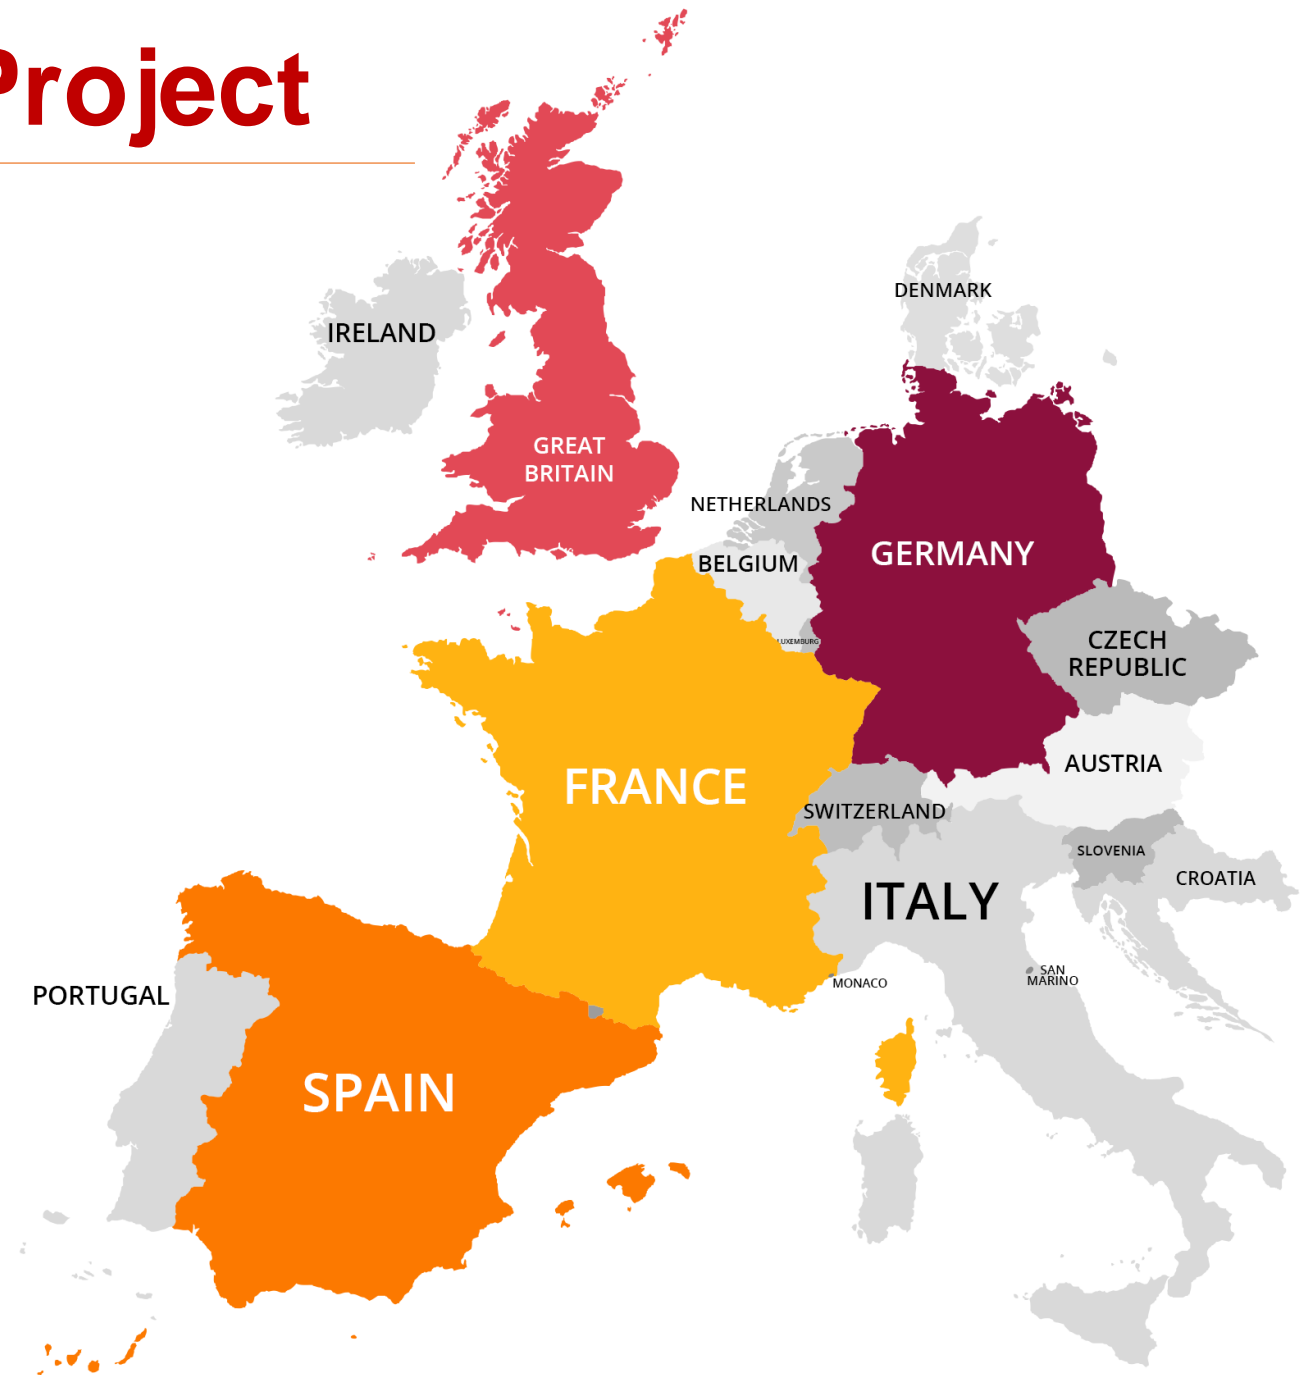 Project
IRELAND
DENMARK
GREAT
BRITAIN
NETHERLANDS
BELGIUM
GERMANY
LUXEMBURG
CZECH
REPUBLIC
FRANCE
AUSTRIA
SWITZERLAND
SLOVENIA
CROATIA
ITALY
PORTUGAL
SAN
MARINO
MONACO
SPAIN